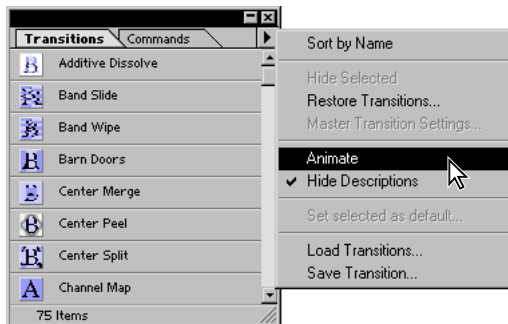 Transitions Commands
Additive Dissolve
Band Slide
Band Wipe
Barn Doors
Center Merge
Center Peel
Center Split
Channel Map
75 Items
Sort by Name
Hide Selected
Restore Transitions...
Master Transition Settings...
Animate
Hide Descriptions
Set selected as default...
Load Transitions...
Save Transition...